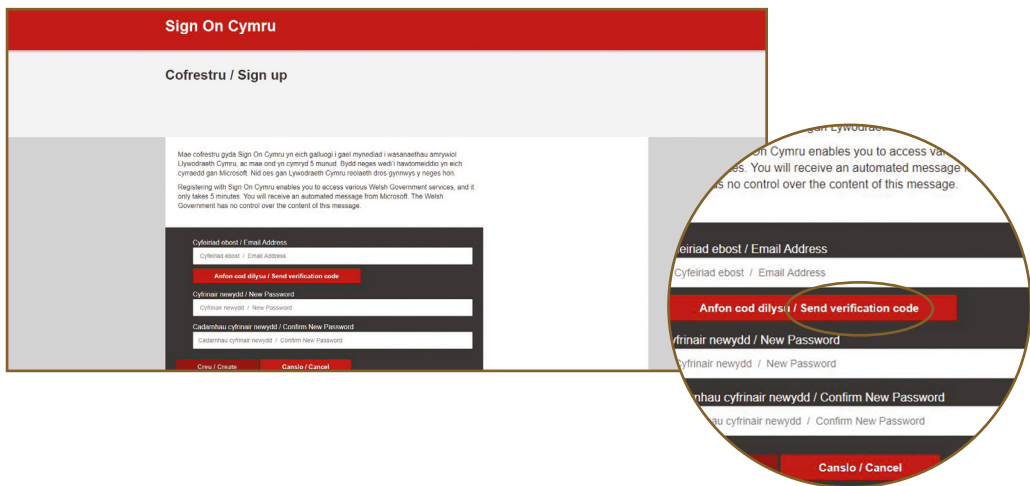 Sign On Cymru
Cofrestru / Sign up
Mae cofrestru gyda Sign On Cymru yn eich galluogi i gael mynediad i wasanaethau amrywiol
Llywodraeth Cymru, ac mae ond yn cymryd 5 munud. Bydd neges wedi'i hawtomeiddio yn eich
cyrraedd gan Microsoft. Nid oes gan Lywodraeth Cymru reolaeth dros gynnwys y neges hon.
Registering with Sign On Cymru enables you to access various Welsh Government services, and it
only takes 5 minutes. You will receive an automated message from Microsoft. The Welsh
Government has no control over the content of this message.
Cyfeiriad ebost / Email Address
Cyfeiriad ebost / Email Address
Anfon cod dilysu / Send verification code
Cyfrinair newydd / New Password
Cyfrinair newydd / New Password
Cadarnhau cyfrinair newydd / Confirm New Password
Cadarnhau cyfrinair newydd / Confirm New Password
Creu / Create
Canslo / Cancel
gan Lywodrae
On Cymru enables you to access va
es. You will receive an automated message
as no control over the content of this message.
eiriad ebost / Email Address
Cyfeiriad ebost / Email Address
Anfon cod dilysu / Send verification code
yfrinair newydd / New Password
Cyfrinair newydd / New Password
nhau cyfrinair newydd / Confirm New Password
au cyfrinair newydd / Confirm New Password
Canslo / Cancel